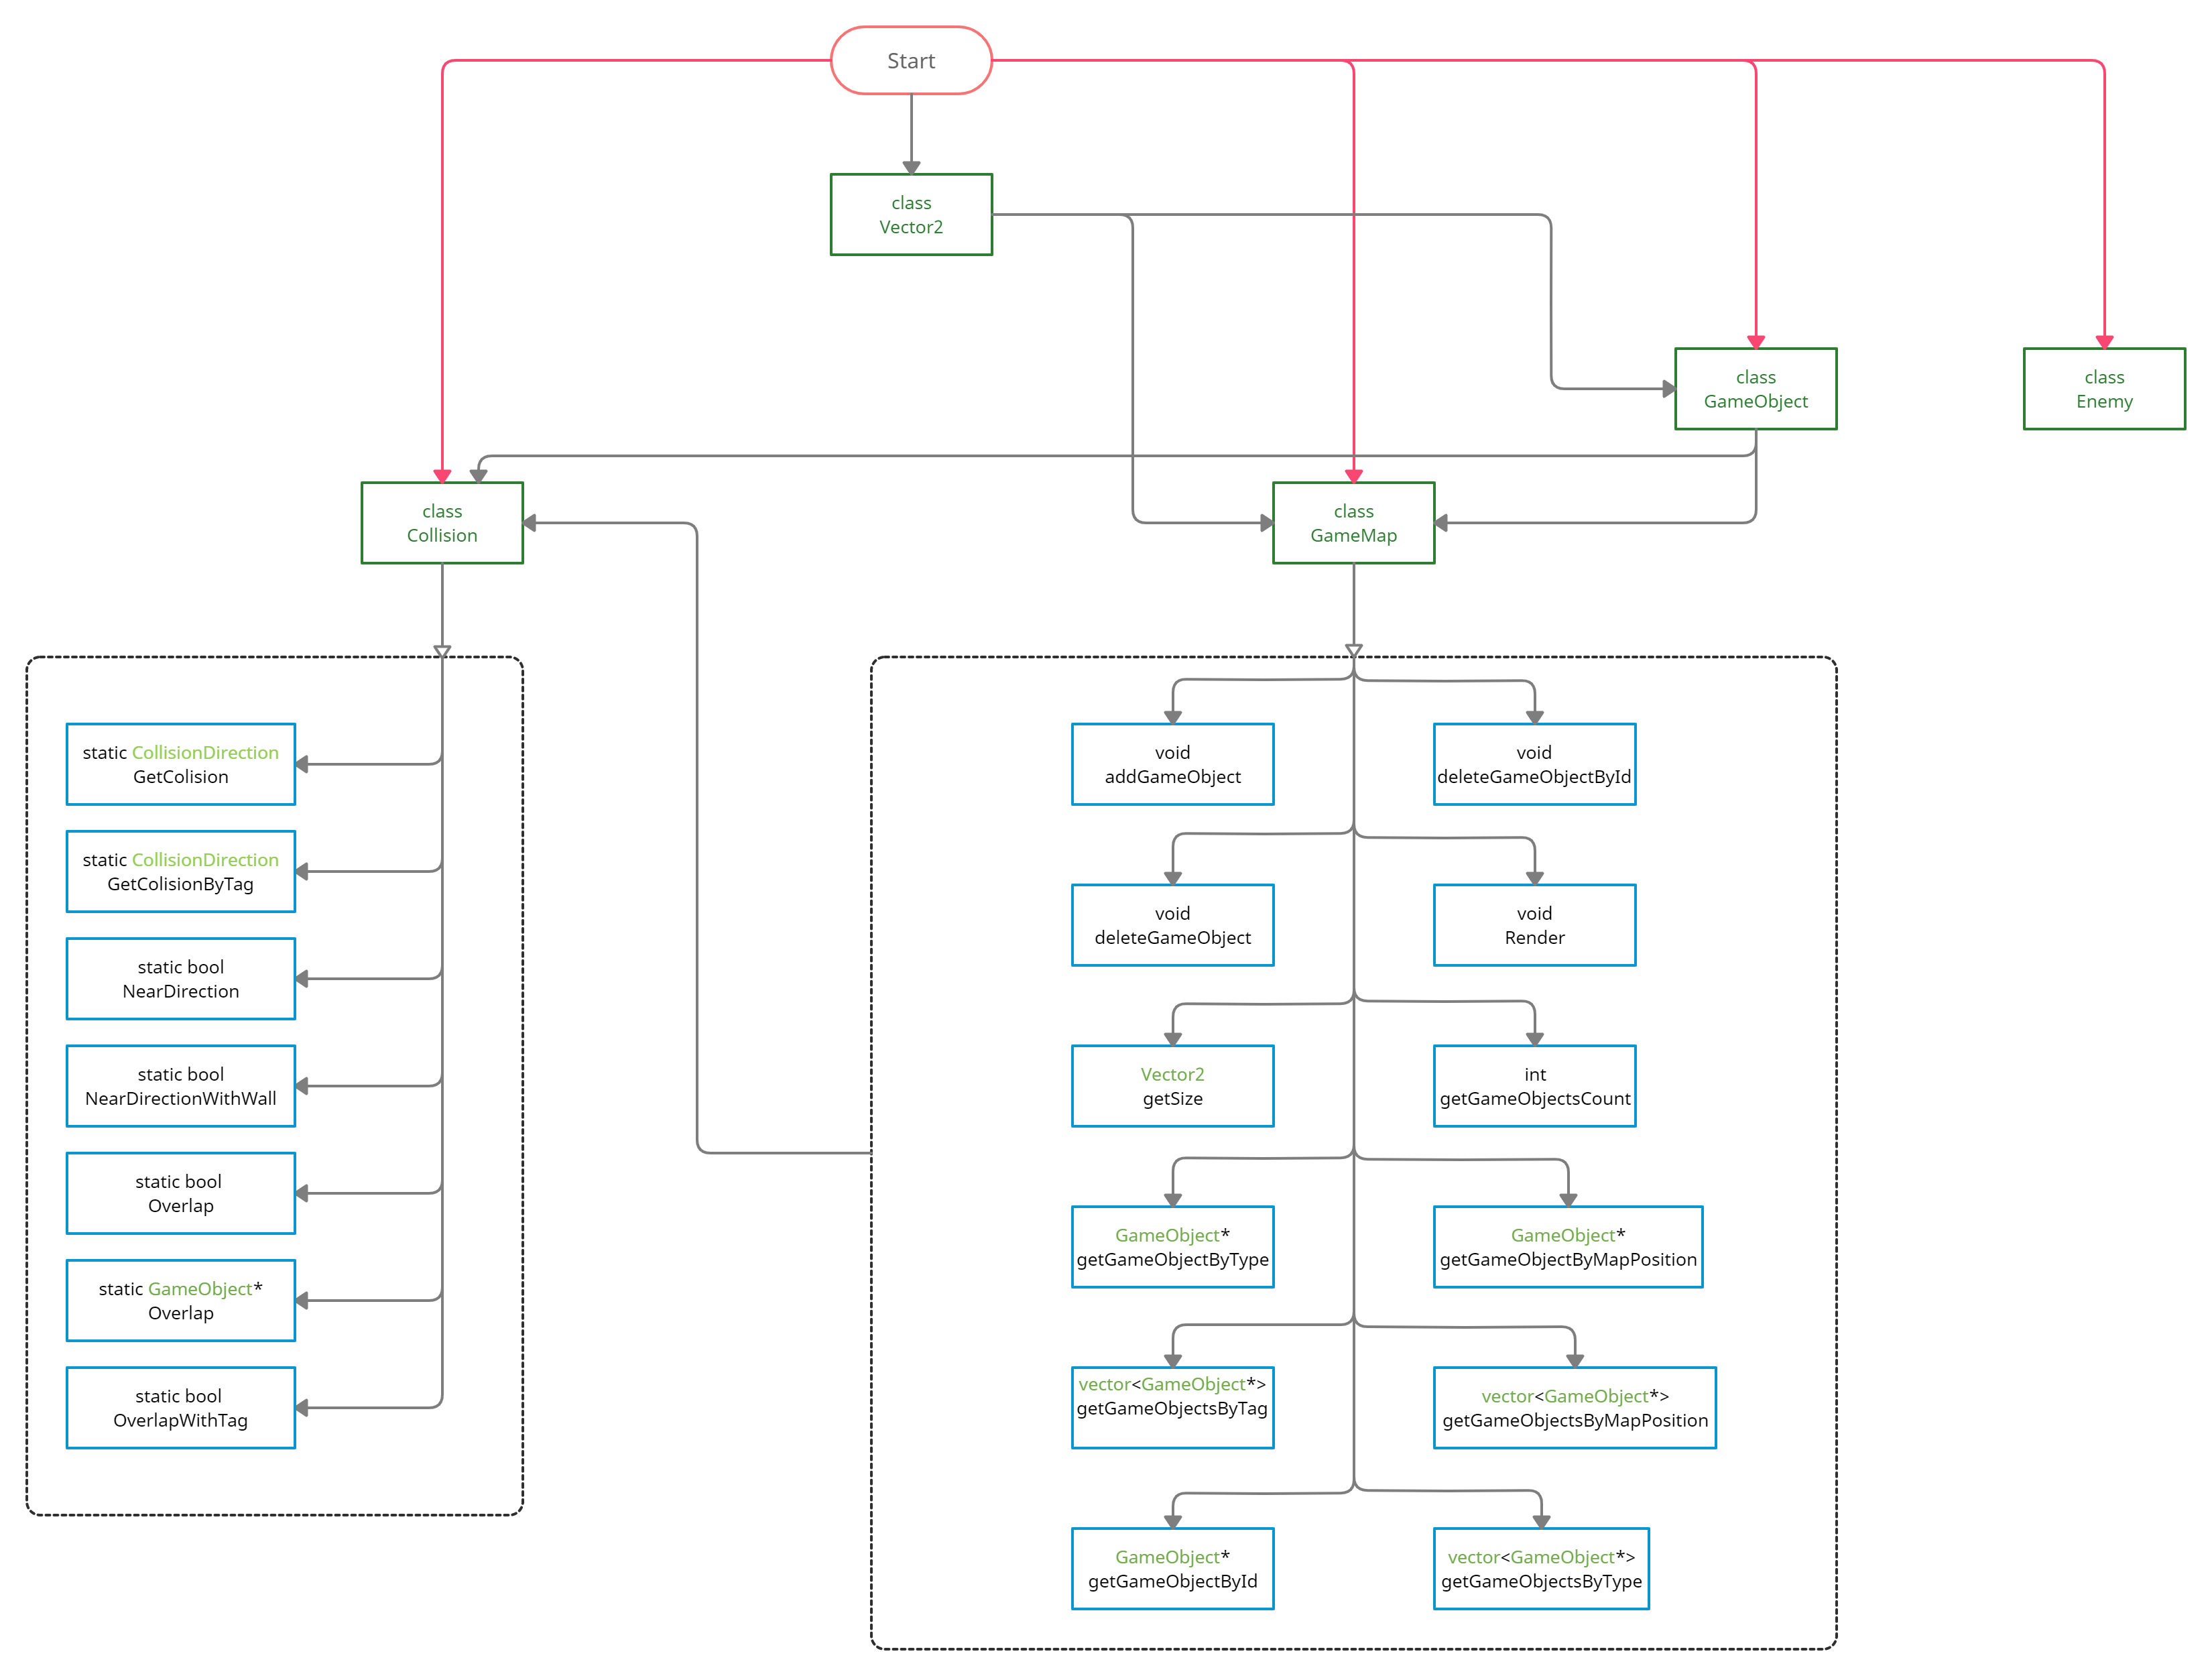 Start
class
Vector2
class
GameObject
class
Enemy
class
Collision
class
GameMap
static CollisionDirection
GetColision
static CollisionDirection
GetColisionByTag
static bool
NearDirection
static bool
NearDirectionWithWall
static bool
Overlap
static GameObject*
Overlap
static bool
OverlapWithTag
void
addGameObject
void
deleteGameObjectById
void
deleteGameObject
void
Render
Vector2
getSize
int
getGameObjectsCount
GameObject*
getGameObjectByType
GameObject*
getGameObjectByMapPosition
vector<GameObject*>
getGameObjectsByTag
vector<GameObject*>
getGameObjectsByMapPosition
GameObject*
getGameObjectById
vector<GameObject*>
getGameObjectsByType